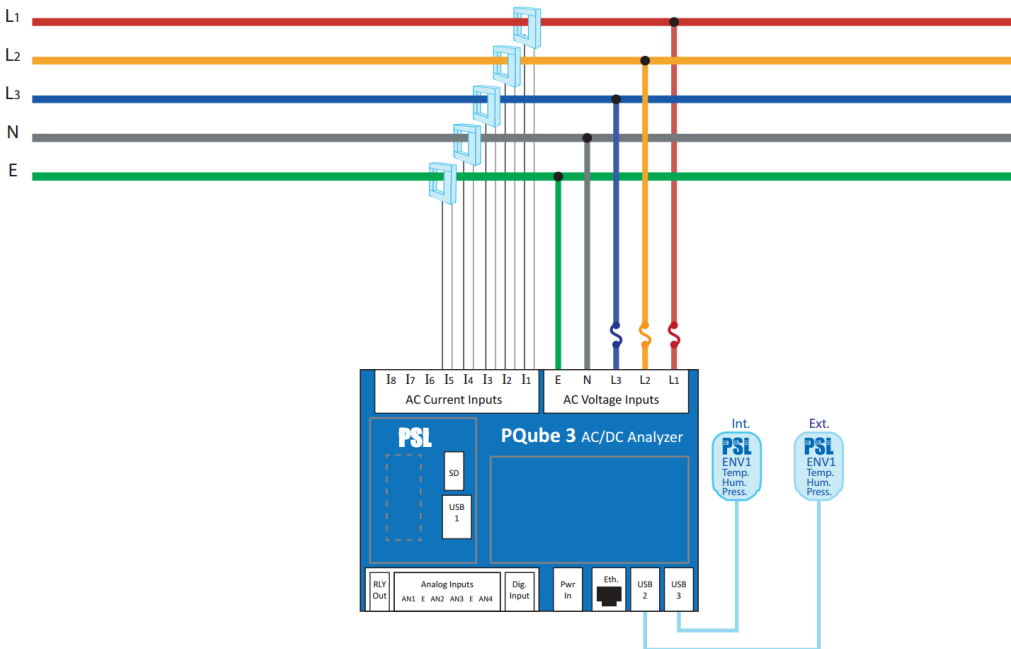 L1
L2
L3
N
E
I8 I7 I6 I5 I4 I3 I2 I1
E N L3 L2 L1
AC Current Inputs
AC Voltage Inputs
PSL
PQube 3 AC/DC Analyzer
SD
USB
1
Int.
PSL
ENV1
Temp.
Hum.
Press.
Ext.
PSL
ENV1
Temp.
Hum.
Press.
RLY
Out
Analog Inputs
AN1 E AN2 AN3 E AN4
Dig.
Input
Pwr
In
Eth.
USB
2
USB
3